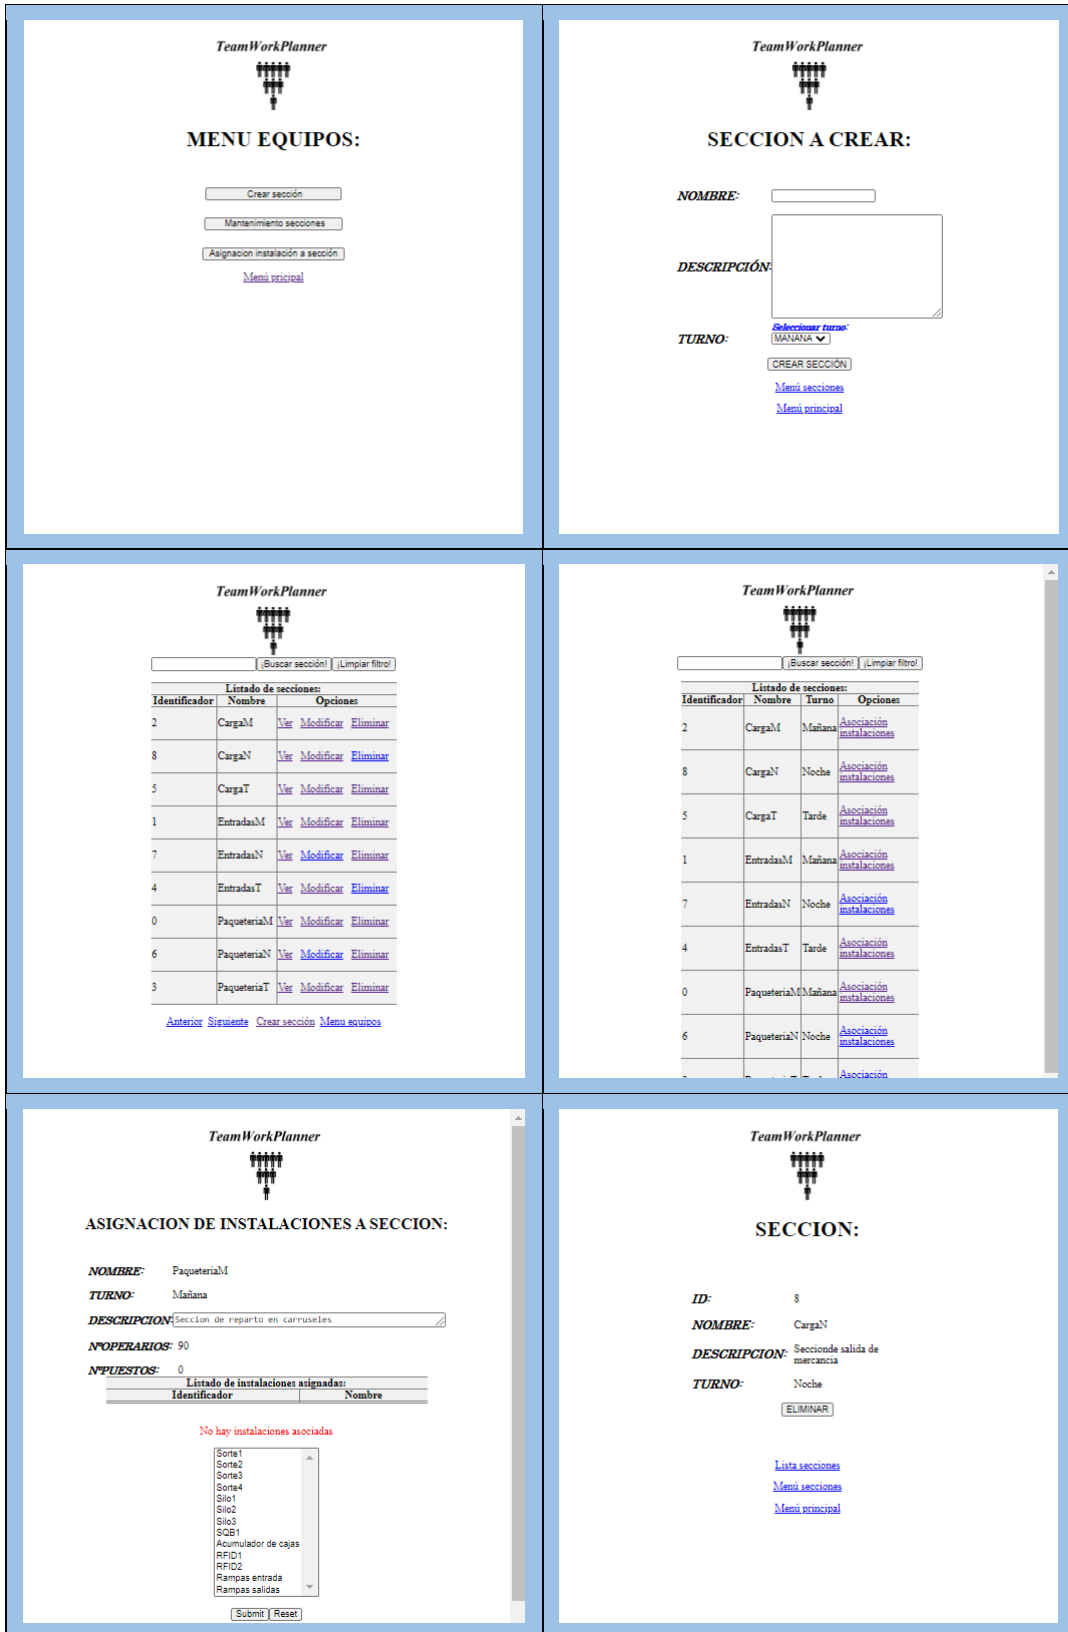 TeamWorkPlanner
MENU EQUIPOS:
Crear sección
Mantenimiento secciones
Asignacion instalación a sección
Menú pricipal
TeamWorkPlanner
SECCION A CREAR:
NOMBRE:
DESCRIPCIÓN:
Seleccionar turno:
TURNO: MAÑANA
CREAR SECCIÓN
Menú secciones
Menú principal
TeamWorkPlanner
¡Buscar sección! ¡Limpiar filtro!
Listado de secciones:
Identificador Nombre Opciones
2 CargaM Ver Modificar Eliminar
8 CargaN Ver Modificar Eliminar
5 CargaT Ver Modificar Eliminar
1 EntradasM Ver Modificar Eliminar
7 EntradasN Ver Modificar Eliminar
4 EntradasT Ver Modificar Eliminar
0 PaqueteriaM Ver Modificar Eliminar
6 PaqueteriaN Ver Modificar Eliminar
3 PaqueteriaT Ver Modificar Eliminar
Anterior Siguiente Crear sección Menu equipos
TeamWorkPlanner
¡Buscar sección! ¡Limpiar filtro!
Listado de secciones:
Identificador Nombre Turno Opciones
2 CargaM Mañana Asociación
instalaciones
8 CargaN Noche Asociación
instalaciones
5 CargaT Tarde Asociación
instalaciones
1 EntradasM Mañana Asociación
instalaciones
7 EntradasN Noche Asociación
instalaciones
4 EntradasT Tarde Asociación
instalaciones
0 PaqueteriaM Mañana Asociación
instalaciones
6 PaqueteriaN Noche Asociación
instalaciones
Asociación
TeamWorkPlanner
ASIGNACION DE INSTALACIONES A SECCION:
NOMBRE: PaqueteriaM
TURNO: Mañana
DESCRIPCION: Seccion de reparto en carruseles
NºOPERARIOS: 90
NºPUESTOS: 0
Listado de instalaciones asignadas:
Identificador Nombre
No hay instalaciones asociadas
Sorte1
Sorte2
Sorte3
Sorte4
Silo1
Silo2
Silo3
SQB1
Acumulador de cajas
RFID1
RFID2
Rampas entrada
Rampas salidas
Submit Reset
TeamWorkPlanner
SECCION:
ID: 8
NOMBRE: CargaN
DESCRIPCION: Seccionde salida de
mercancia
TURNO: Noche
ELIMINAR
Lista secciones
Menú secciones
Menú principal